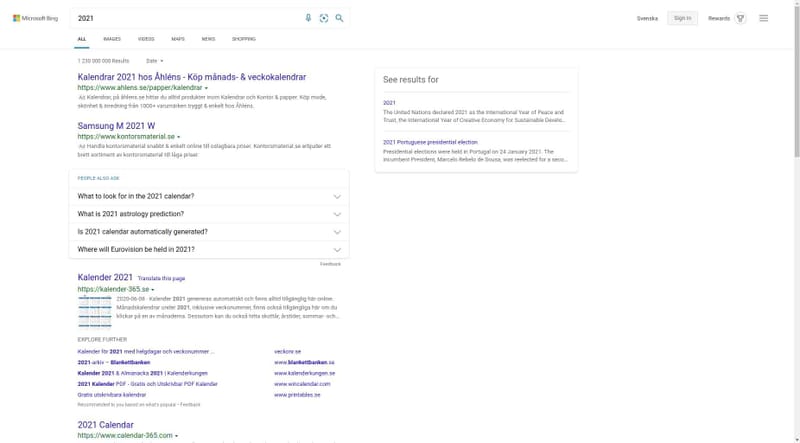 Microsoft Bing
2021
Svenska
Sign in
Rewards
ALL
IMAGES
VIDEOS
MAPS
NEWS
SHOPPING
1 230 000 000 Results
Date
Kalendrar 2021 hos Åhléns - Köp månads- & veckokalendrar
https://www.ahlens.se/papper/kalendrar
Ad Kalendrar, på åhlens.se hittar du alltid produkter inom Kalendrar och Kontor & papper. Köp mode,
skönhet & inredning från 1000+ varumärken tryggt & enkelt hos Åhléns.
Samsung M 2021 W
https://www.kontorsmaterial.se
Ad Handla kontorsmaterial snabbt & enkelt online till oslagbara priser. Kontorsmaterial.se erbjuder ett
brett sortiment av kontorsmaterial till låga priser
PEOPLE ALSO ASK
What to look for in the 2021 calendar?
What is 2021 astrology prediction?
Is 2021 calendar automatically generated?
Where will Eurovision be held in 2021?
Feedback
Kalender 2021 Translate this page
https://kalender-365.se
2020-06-08 · Kalender 2021 genereras automatiskt och finns alltid tillgänglig här online.
Månadskalendrar under 2021, inklusive veckonummer, finns också tillgängliga här om du
klickar på en av månaderna. Dessutom kan du också hitta skottår, årstider, sommar- och...
EXPLORE FURTHER
Kalender för 2021 med helgdagar och veckonummer ... veckonr.se
2021-arkiv – Blankettbanken www.blankettbanken.se
Kalender 2021 & Almanacka 2021 | Kalenderkungen www.kalenderkungen.se
2021 Kalender PDF - Gratis och Utskrivbar PDF Kalender www.wincalendar.com
Gratis utskrivbara kalendrar www.printables.se
Recommended to you based on what's popular • Feedback
2021 Calendar
https://www.calendar-365.com
See results for
2021
The United Nations declared 2021 as the International Year of Peace and
Trust, the International Year of Creative Economy for Sustainable Develo...
2021 Portuguese presidential election
Presidential elections were held in Portugal on 24 January 2021. The
incumbent President, Marcelo Rebelo de Sousa, was reelected for a seco...